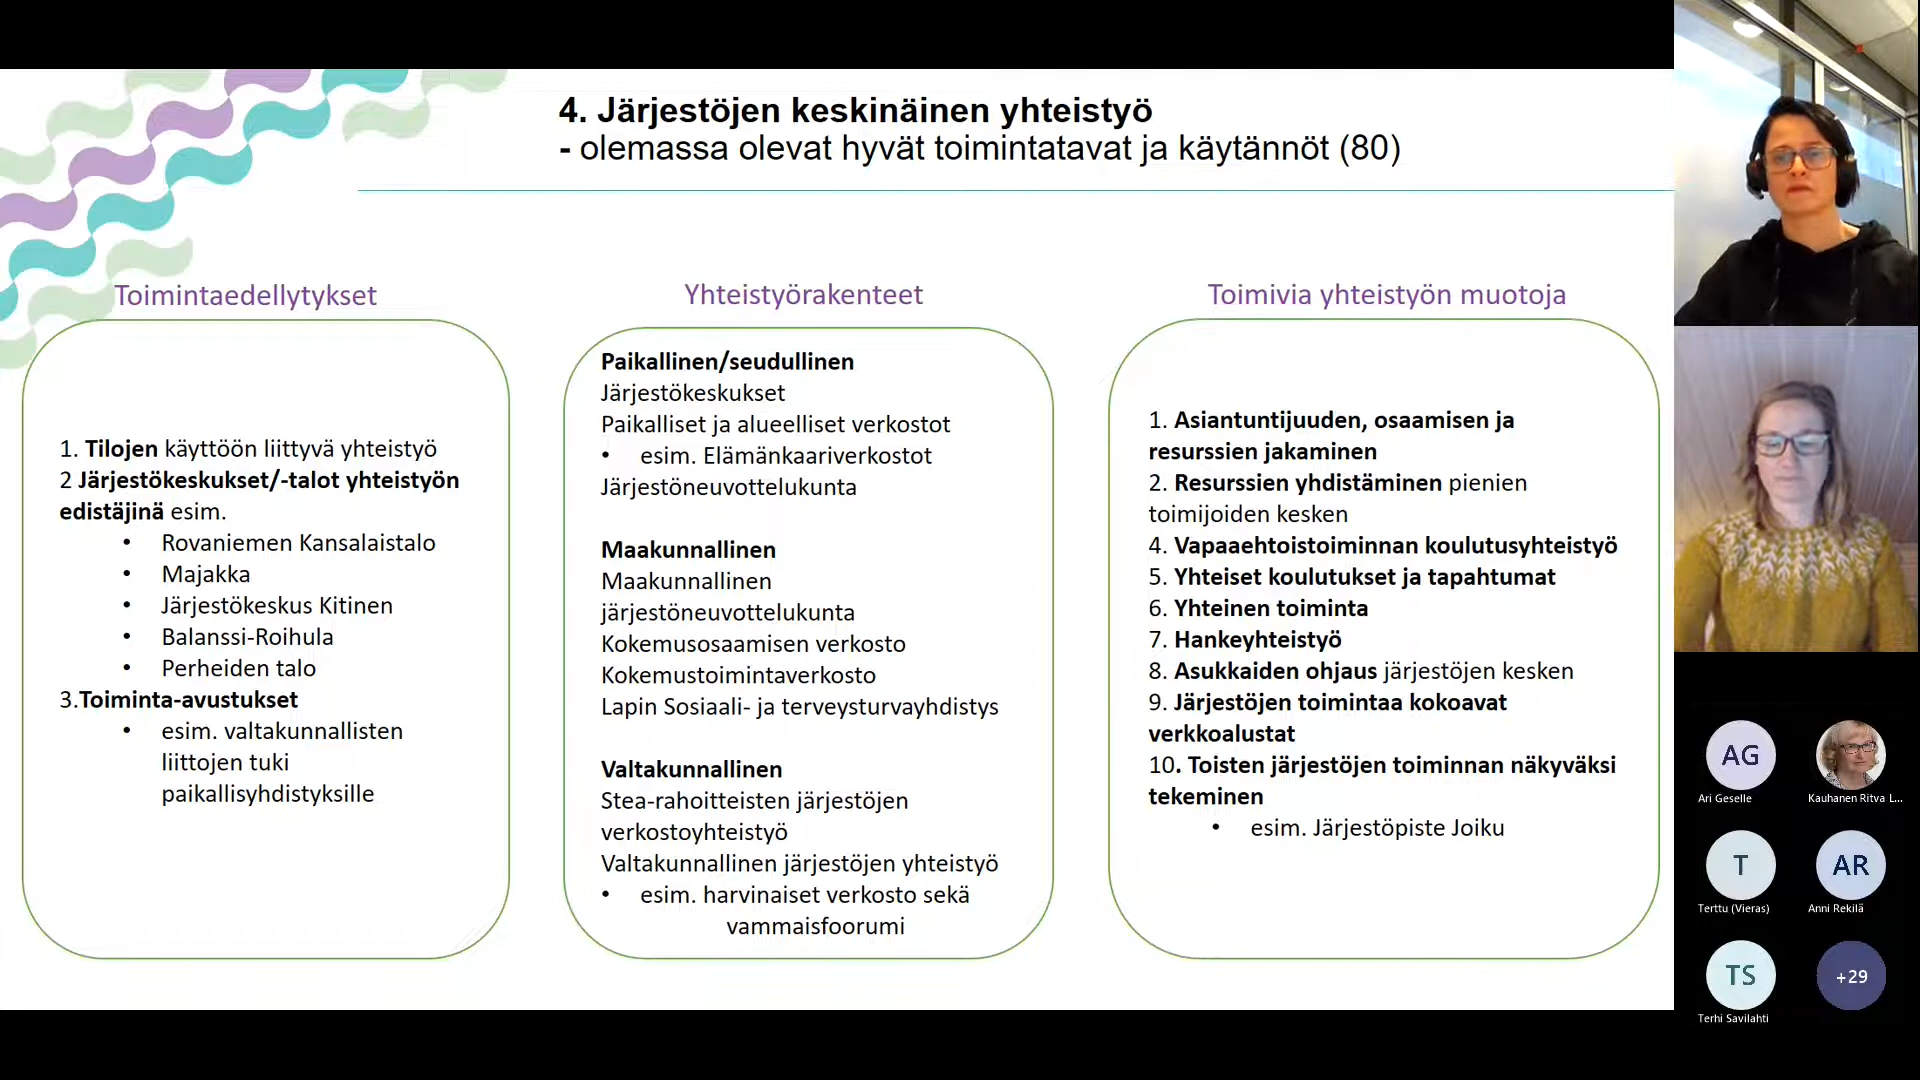 4. Järjestöjen keskinäinen yhteistyö
- olemassa olevat hyvät toimintatavat ja käytännöt (80)
Toimintaedellytykset
1. Tilojen käyttöön liittyvä yhteistyö
2 Järjestökeskukset/-talot yhteistyön
edistäjinä esim.
• Rovaniemen Kansalaistalo
• Majakka
• Järjestökeskus Kitinen
• Balanssi-Roihula
• Perheiden talo
3.Toiminta-avustukset
• esim. valtakunnallisten
liittojen tuki
paikallisyhdistyksille
Yhteistyörakenteet
Paikallinen/seudullinen
Järjestökeskukset
Paikalliset ja alueelliset verkostot
• esim. Elämänkaariverkostot
Järjestöneuvottelukunta
Maakunnallinen
Maakunnallinen
järjestöneuvottelukunta
Kokemusosaamisen verkosto
Kokemustoimintaverkosto
Lapin Sosiaali- ja terveysturvayhdistys
Valtakunnallinen
Stea-rahoitteisten järjestöjen
verkostoyhteistyö
Valtakunnallinen järjestöjen yhteistyö
• esim. harvinaiset verkosto sekä
vammaisfoorumi
Toimivia yhteistyön muotoja
1. Asiantuntijuuden, osaamisen ja
resurssien jakaminen
2. Resurssien yhdistäminen pienien
toimijoiden kesken
4. Vapaaehtoistoiminnan koulutusyhteistyö
5. Yhteiset koulutukset ja tapahtumat
6. Yhteinen toiminta
7. Hankeyhteistyö
8. Asukkaiden ohjaus järjestöjen kesken
9. Järjestöjen toimintaa kokoavat
verkkoalustat
10. Toisten järjestöjen toiminnan näkyväksi
tekeminen
• esim. Järjestöpiste Joiku
AG
Ari Geselle
Kauhanen Ritva L...
T
Terttu (Vieras)
AR
Anni Rekilä
TS
Terhi Savilahti
+29